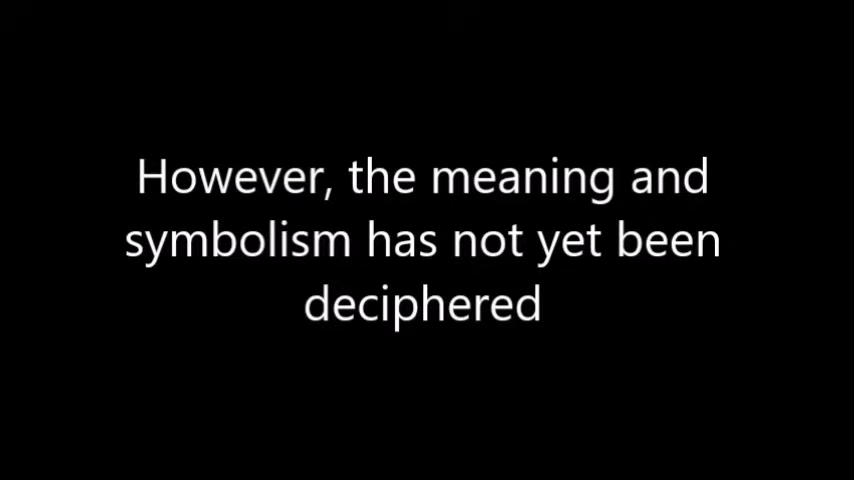 However, the meaning and
symbolism has not yet been
deciphered